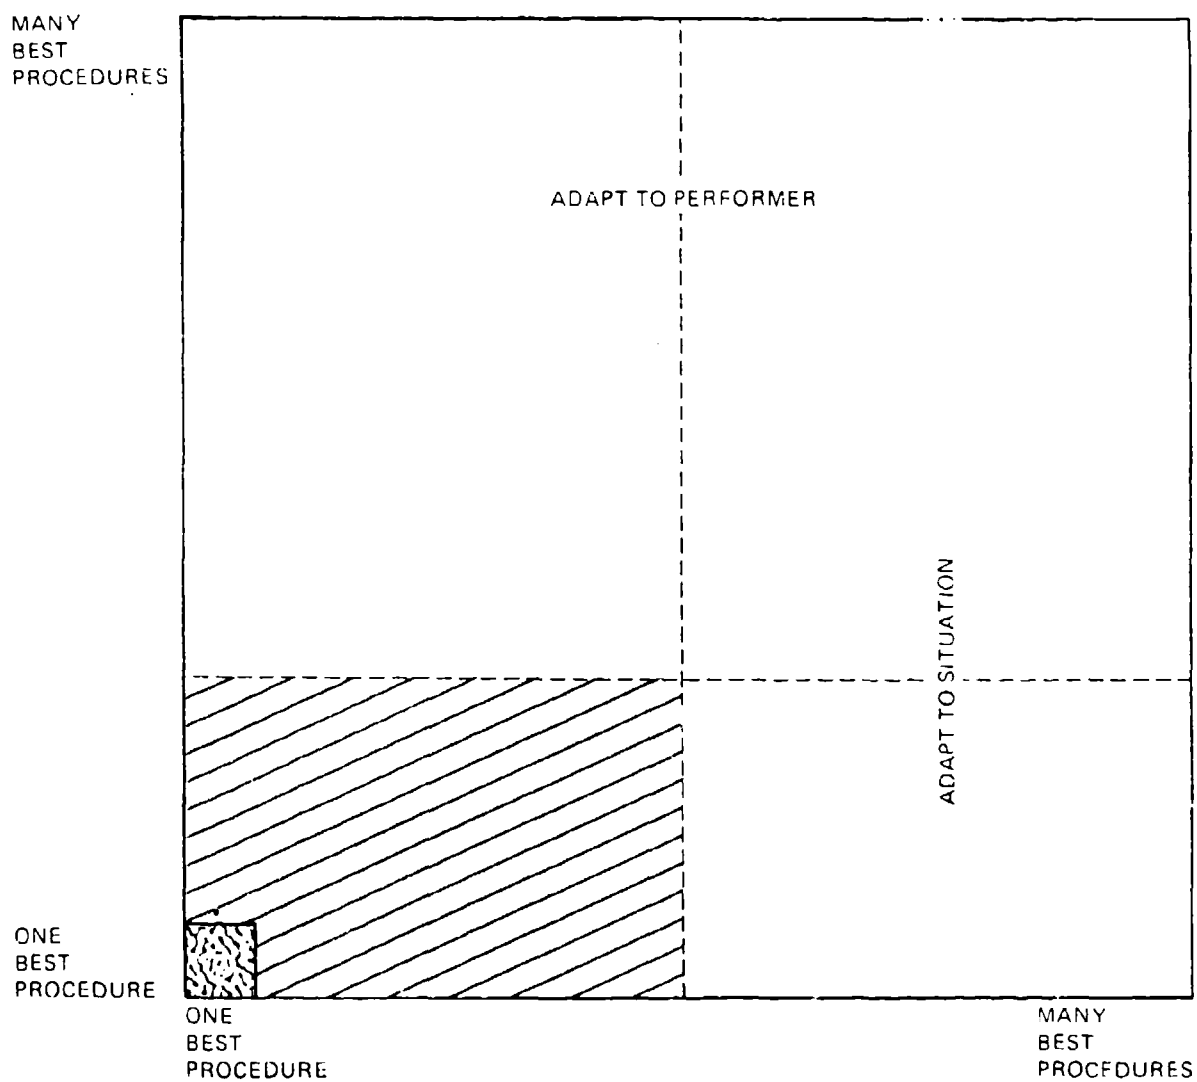 MANY
BEST
PROCEDURES
ADAPT TO PERFORMER
ADAPT TO SITUATION
ONE
BEST
PROCEDURE
ONE
BEST
PROCEDURE
MANY
BEST
PROCEDURES